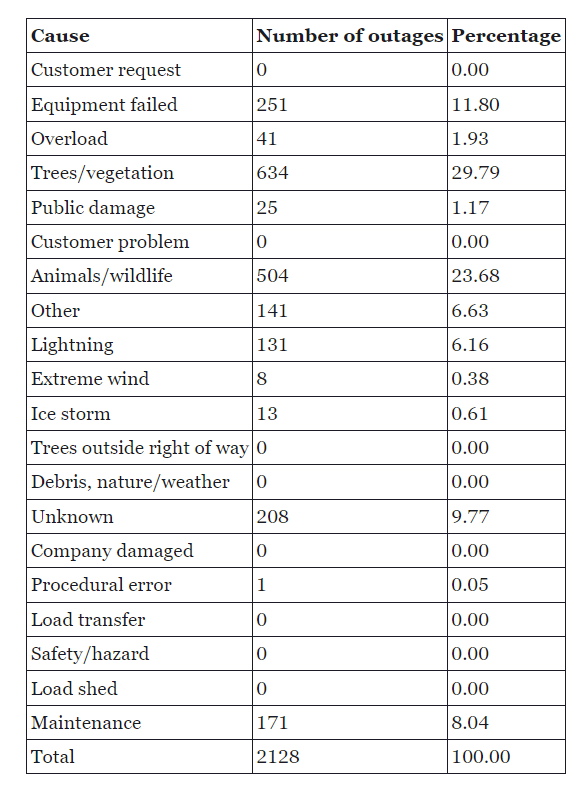 Cause Number of outages Percentage
Customer request 0 0.00
Equipment failed 251 11.80
Overload 41 1.93
Trees/vegetation 634 29.79
Public damage 25 1.17
Customer problem 0 0.00
Animals/wildlife 504 23.68
Other 141 6.63
Lightning 131 6.16
Extreme wind 8 0.38
Ice storm 13 0.61
Trees outside right of way 0 0.00
Debris, nature/weather 0 0.00
Unknown 208 9.77
Company damaged 0 0.00
Procedural error 1 0.05
Load transfer 0 0.00
Safety/hazard 0 0.00
Load shed 0 0.00
Maintenance 171 8.04
Total 2128 100.00